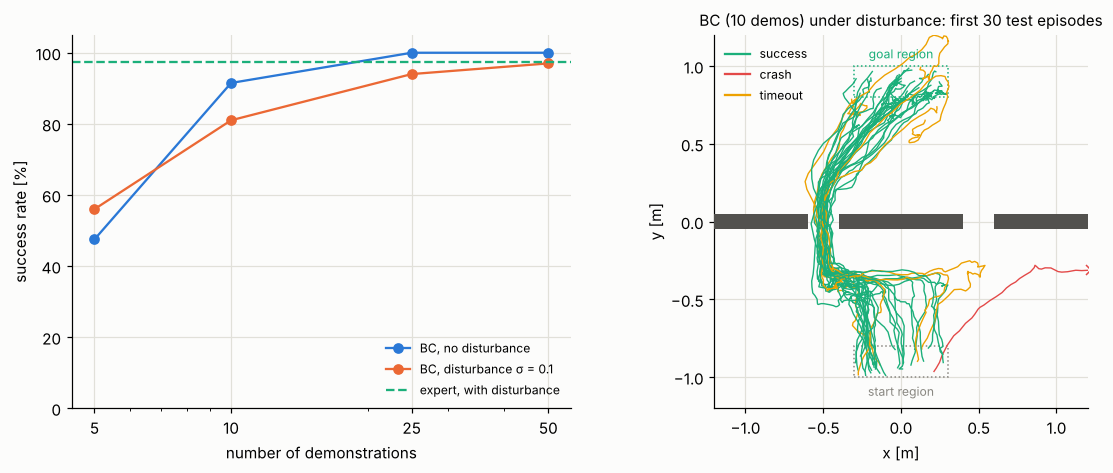 100
80
60
40
20
0
5
10
25
50
success rate [%]
number of demonstrations
BC, no disturbance
BC, disturbance σ = 0.1
expert, with disturbance
BC (10 demos) under disturbance: first 30 test episodes
success
crash
timeout
goal region
start region
1.0
0.5
0.0
−0.5
−1.0
y [m]
−1.0
−0.5
0.0
0.5
1.0
x [m]